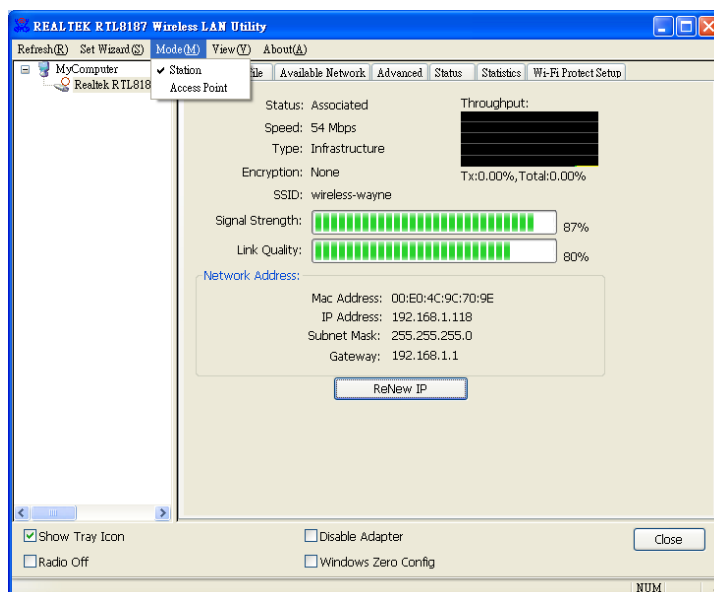 REALTEK RTL8187 Wireless LAN Utility
Refresh(R) Set Wizard(S) Mode(M) View(V) About(A)
Station
Access Point
MyComputer
Realtek RTL818
Available Network Advanced Status Statistics Wi-Fi Protect Setup
Status: Associated
Speed: 54 Mbps
Type: Infrastructure
Encryption: None
SSID: wireless-wayne
Throughput:
Tx:0.00%,Total:0.00%
Signal Strength: 87%
Link Quality: 80%
Network Address:
Mac Address: 00:E0:4C:9C:70:9E
IP Address: 192.168.1.118
Subnet Mask: 255.255.255.0
Gateway: 192.168.1.1
ReNew IP
Show Tray Icon
Disable Adapter
Close
Radio Off
Windows Zero Config
NUM